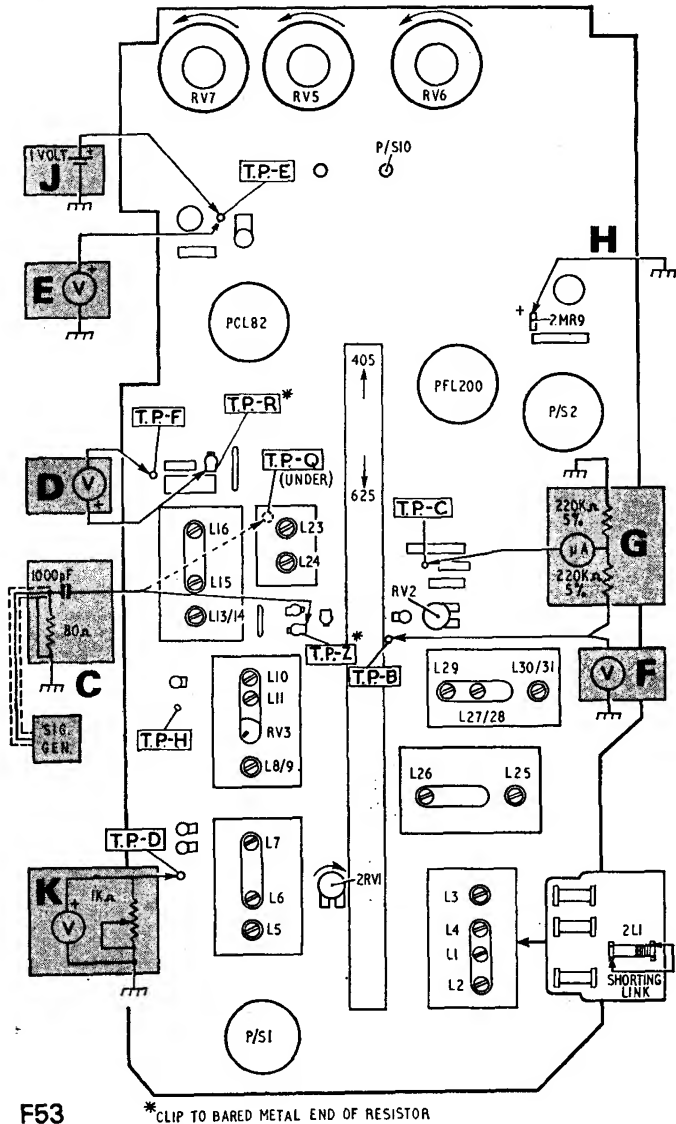 RV7
RV5
RV6
1 VOLT
+
J
T.P.-E
P/S10
H
E
V
+
+
2MR9
PCL82
405
PFL200
P/S2
T.P.-F
T.P.-R*
D
V
+
T.P.-Q
(UNDER)
625
T.P.-C
220KΩ
5%
µA
G
220KΩ
5%
L16
L23
L15
L24
L13/14
1000pF
80Ω
C
RV2
T.P.-Z*
T.P.-B
V
F
SIG.
GEN.
T.P.-H
L10
L11
RV3
L8/9
L29
L30/31
L27/28
L26
L25
T.P.-D
K
+
V
1KΩ
L7
L6
L5
2RV1
L3
L4
L1
L2
2L1
SHORTING
LINK
P/S1
F53
*CLIP TO BARED METAL END OF RESISTOR